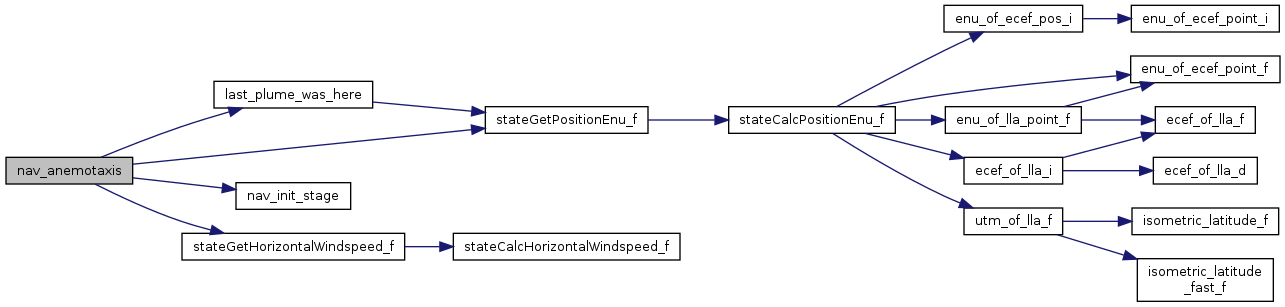 nav_anemotaxis
last_plume_was_here
nav_init_stage
stateGetHorizontalWindspeed_f
stateGetPositionEnu_f
stateCalcHorizontalWindspeed_f
stateCalcPositionEnu_f
enu_of_ecef_pos_i
enu_of_lla_point_f
ecef_of_lla_i
utm_of_lla_f
enu_of_ecef_point_i
enu_of_ecef_point_f
ecef_of_lla_f
ecef_of_lla_d
isometric_latitude_f
isometric_latitude
_fast_f